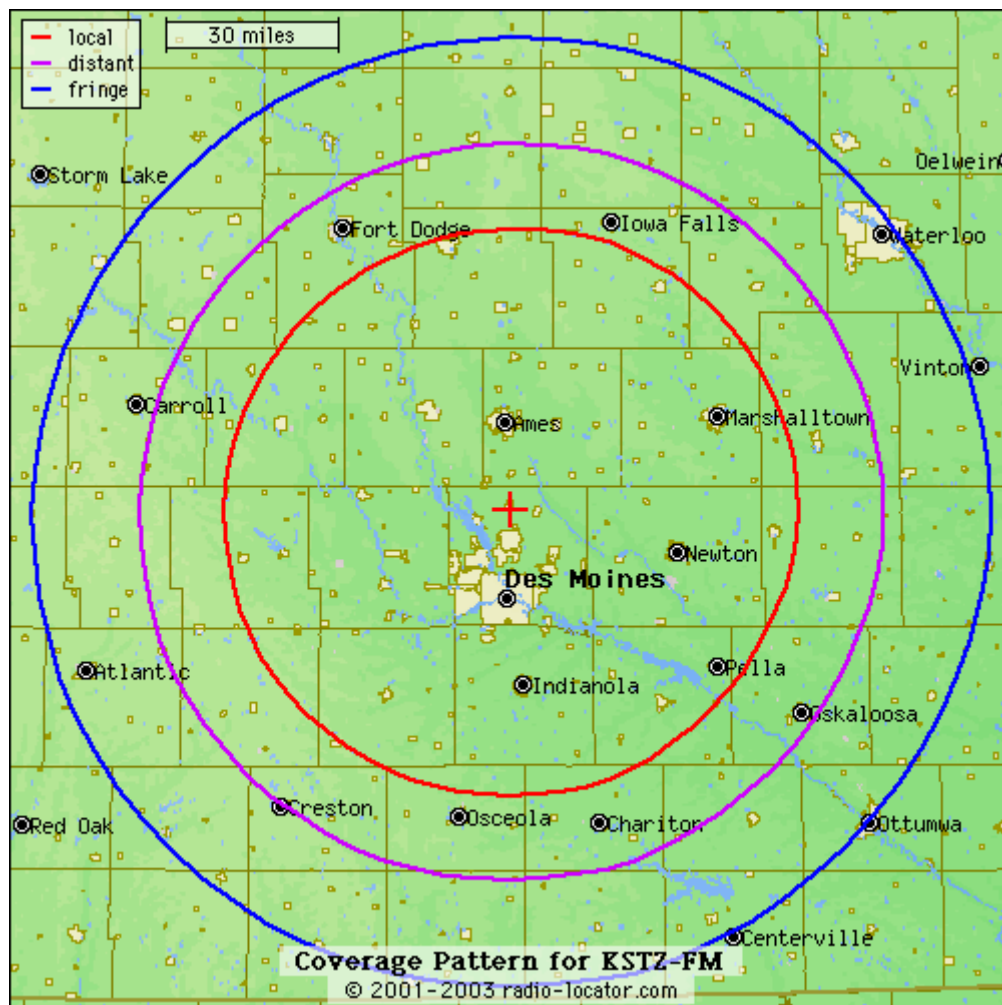 local
distant
fringe
30 miles
Storm Lake
Oelwein
Fort Dodge
Iowa Falls
Waterloo
Vinton
Carroll
Ames
Marshalltown
Newton
Des Moines
Atlantic
Indianola
Pella
Oskaloosa
Creston
Osceola
Chariton
Red Oak
Ottumwa
Centerville
Coverage Pattern for KSTZ-FM
© 2001-2003 radio-locator.com